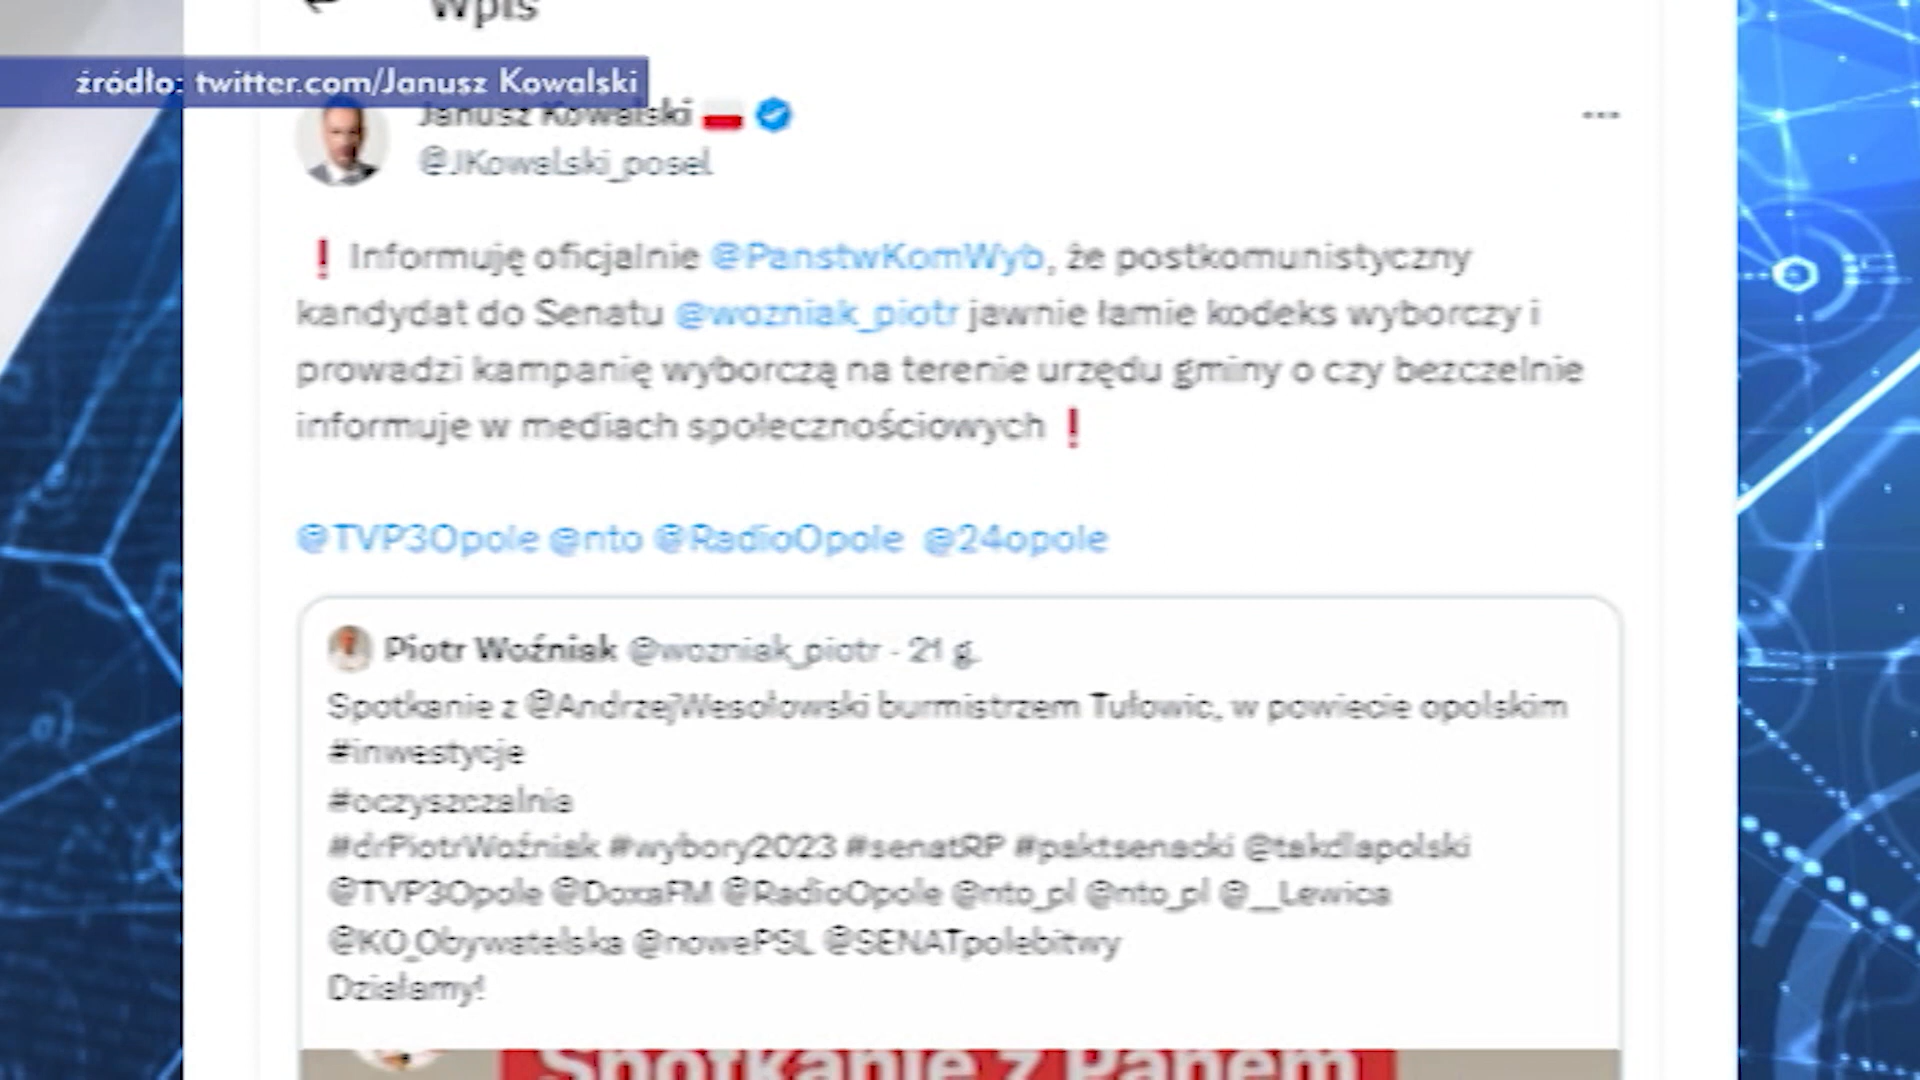 Wpis
źródło: twitter.com/Janusz Kowalski
Janusz Kowalski
@JKowalski_posel
❗ Informuję oficjalnie @PanstwKomWyb, że postkomunistyczny
kandydat do Senatu @wozniak_piotr jawnie łamie kodeks wyborczy i
prowadzi kampanię wyborczą na terenie urzędu gminy o czy bezczelnie
informuje w mediach społecznościowych ❗
@TVP3Opole @nto @RadioOpole @24opole
Piotr Woźniak @wozniak_piotr · 21 g.
Spotkanie z @AndrzejWesołowski burmistrzem Tułowic, w powiecie opolskim
#inwestycje
#oczyszczalnia
#drPiotrWoźniak #wybory2023 #senatRP #paktsenacki @takdlapolski
@TVP3Opole @DoxaFM @RadioOpole @nto_pl @nto_pl @__Lewica
@KO_Obywatelska @nowePSL @SENATpolebitwy
Działamy!
Spotkanie z Panem